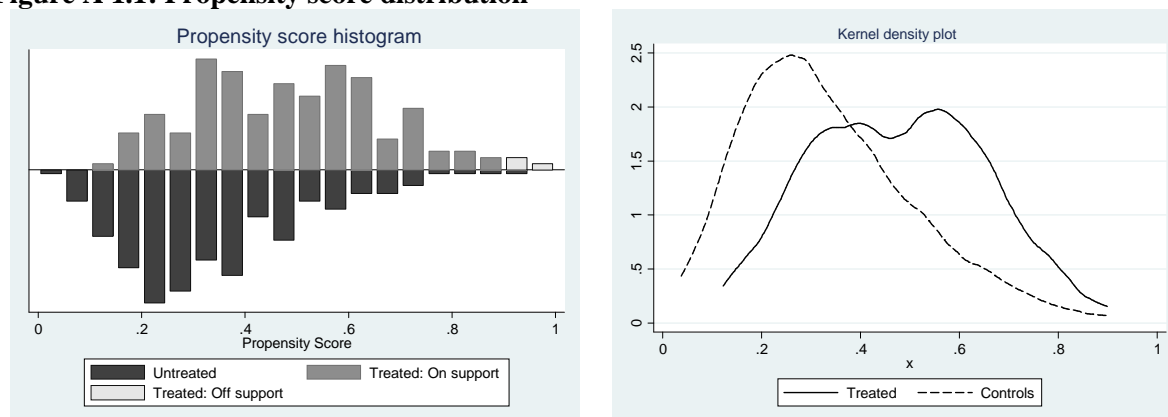 Figure A 1.1: Propensity score distribution
Propensity score histogram
0 .2 .4 .6 .8 1
Propensity Score
Untreated Treated: On support
Treated: Off support
Kernel density plot
2.5
2
1.5
1
.5
0
0 .2 .4 .6 .8 1
x
Treated Controls